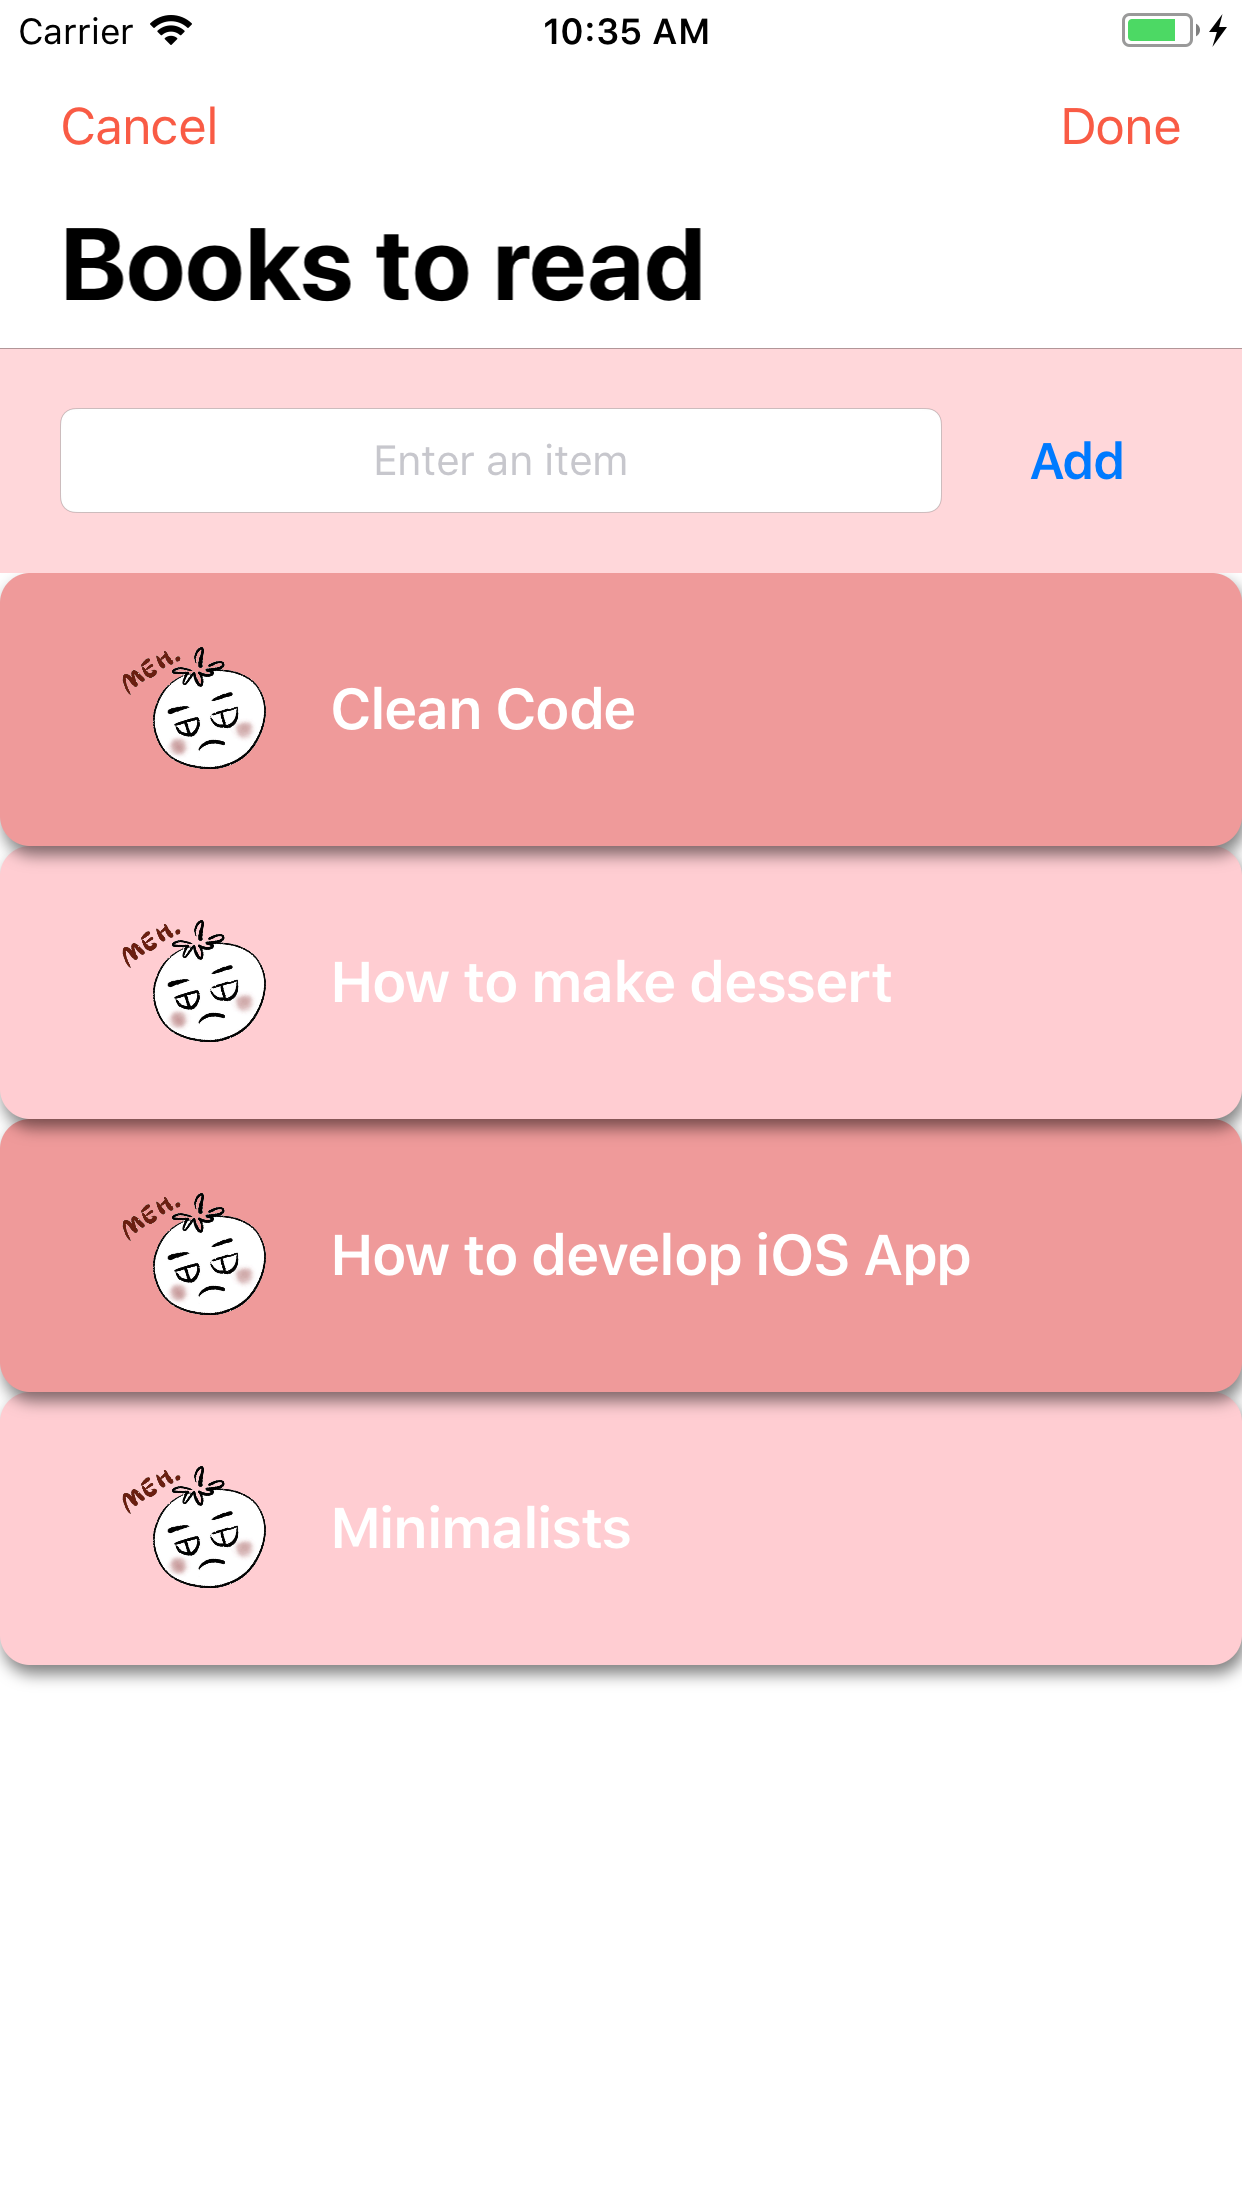 Carrier 10:35 AM
Cancel Done
Books to read
Enter an item Add
MEH.
Clean Code
MEH.
How to make dessert
MEH.
How to develop iOS App
MEH.
Minimalists